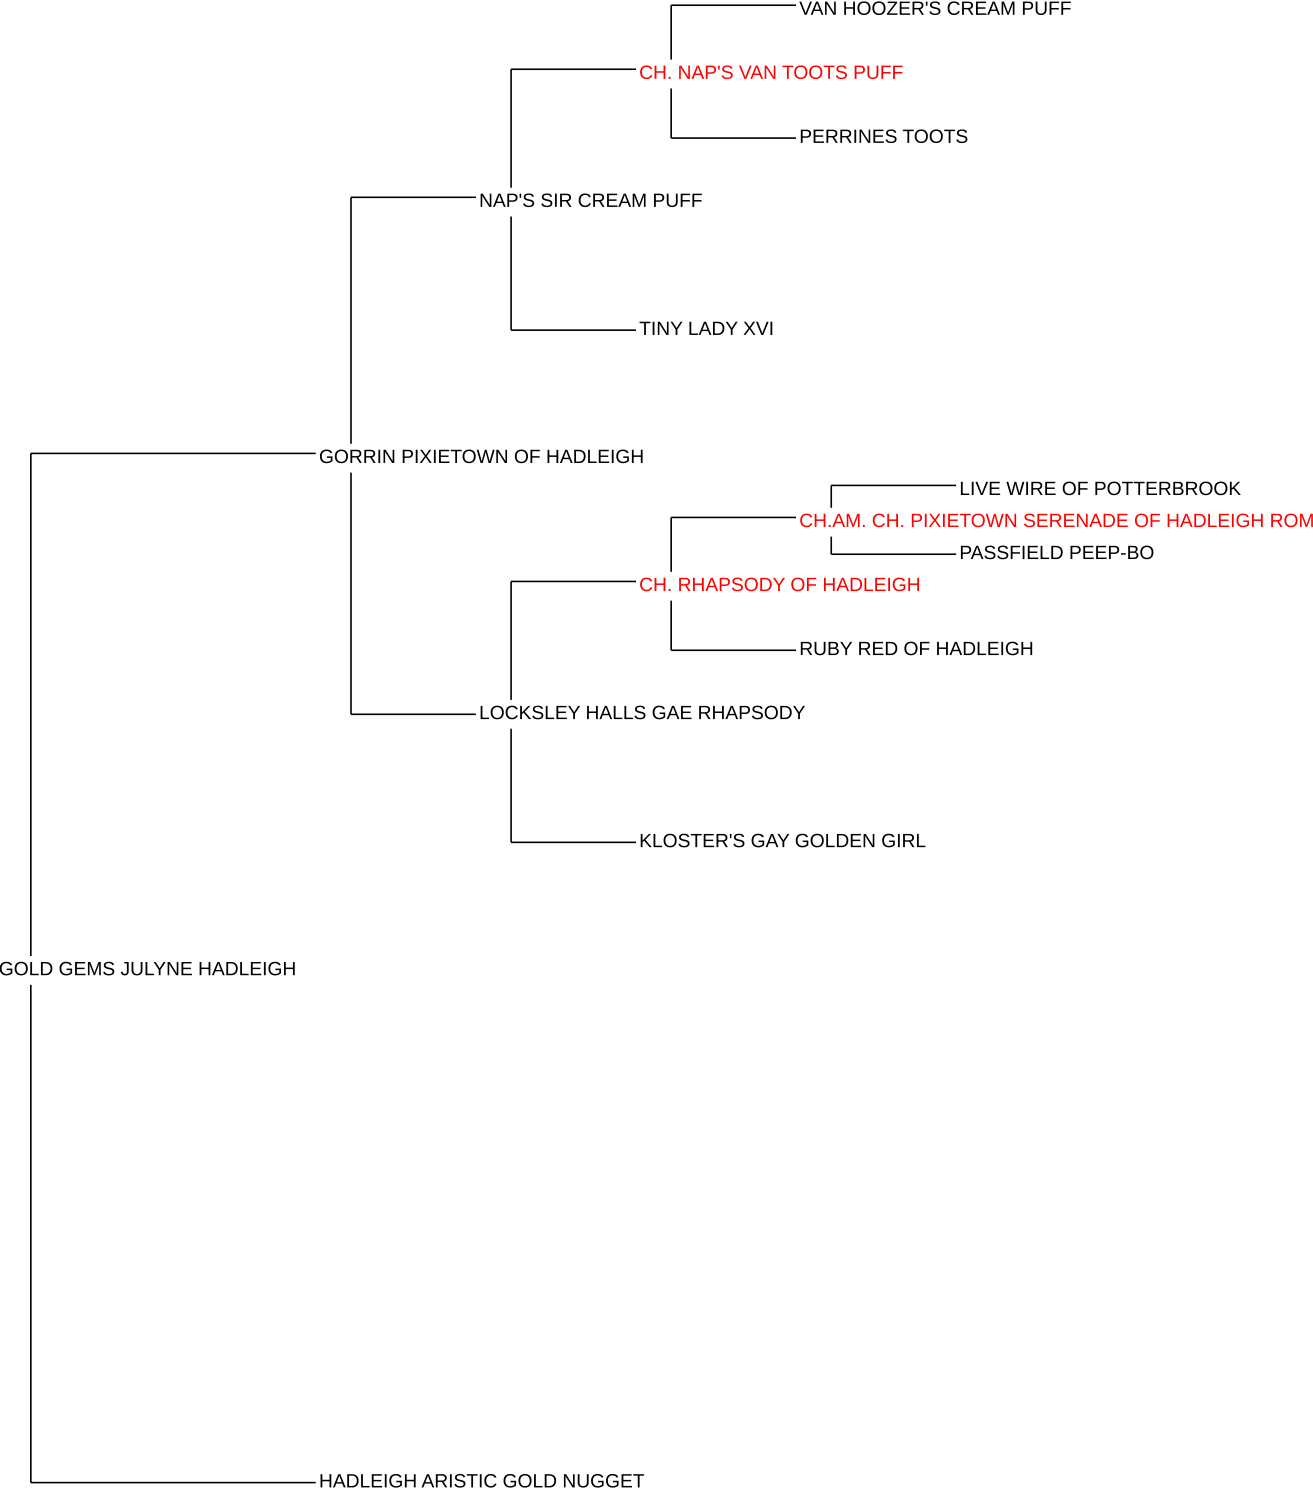 VAN HOOZER'S CREAM PUFF
CH. NAP'S VAN TOOTS PUFF
PERRINES TOOTS
NAP'S SIR CREAM PUFF
TINY LADY XVI
GORRIN PIXIETOWN OF HADLEIGH
LIVE WIRE OF POTTERBROOK
CH.AM. CH. PIXIETOWN SERENADE OF HADLEIGH ROM
PASSFIELD PEEP-BO
CH. RHAPSODY OF HADLEIGH
RUBY RED OF HADLEIGH
LOCKSLEY HALLS GAE RHAPSODY
KLOSTER'S GAY GOLDEN GIRL
GOLD GEMS JULYNE HADLEIGH
HADLEIGH ARISTIC GOLD NUGGET